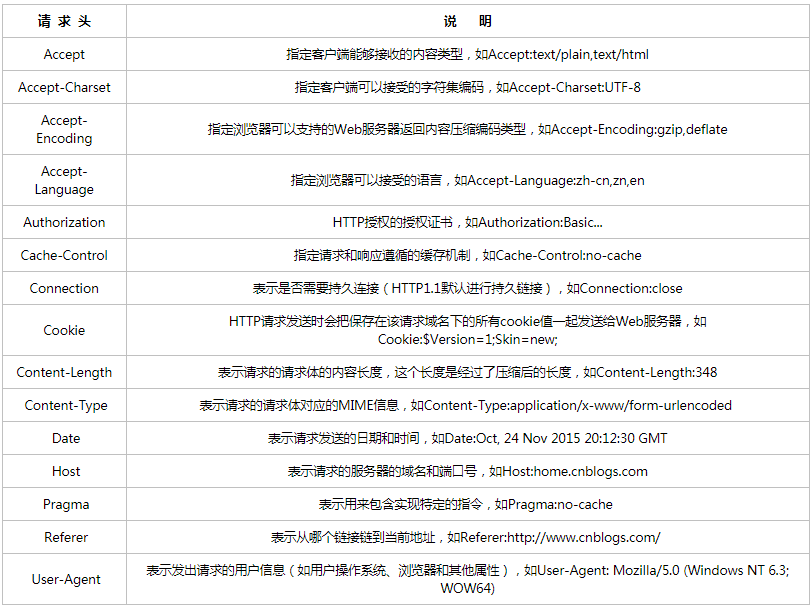 请 求 头
说 明
Accept
指定客户端能够接收的内容类型，如Accept:text/plain,text/html
Accept-Charset
指定客户端可以接受的字符集编码，如Accept-Charset:UTF-8
Accept-
Encoding
指定浏览器可以支持的Web服务器返回内容压缩编码类型，如Accept-Encoding:gzip,deflate
Accept-
Language
指定浏览器可以接受的语言，如Accept-Language:zh-cn,zn,en
Authorization
HTTP授权的授权证书，如Authorization:Basic...
Cache-Control
指定请求和响应遵循的缓存机制，如Cache-Control:no-cache
Connection
表示是否需要持久连接（HTTP1.1默认进行持久链接），如Connection:close
Cookie
HTTP请求发送时会把保存在该请求域名下的所有cookie值一起发送给Web服务器，如
Cookie:$Version=1;Skin=new;
Content-Length
表示请求的请求体的内容长度，这个长度是经过了压缩后的长度，如Content-Length:348
Content-Type
表示请求的请求体对应的MIME信息，如Content-Type:application/x-www/form-urlencoded
Date
表示请求发送的日期和时间，如Date:Oct, 24 Nov 2015 20:12:30 GMT
Host
表示请求的服务器的域名和端口号，如Host:home.cnblogs.com
Pragma
表示用来包含实现特定的指令，如Pragma:no-cache
Referer
表示从哪个链接链到当前地址，如Referer:http://www.cnblogs.com/
User-Agent
表示发出请求的用户信息（如用户操作系统、浏览器和其他属性），如User-Agent: Mozilla/5.0 (Windows NT 6.3;
WOW64)